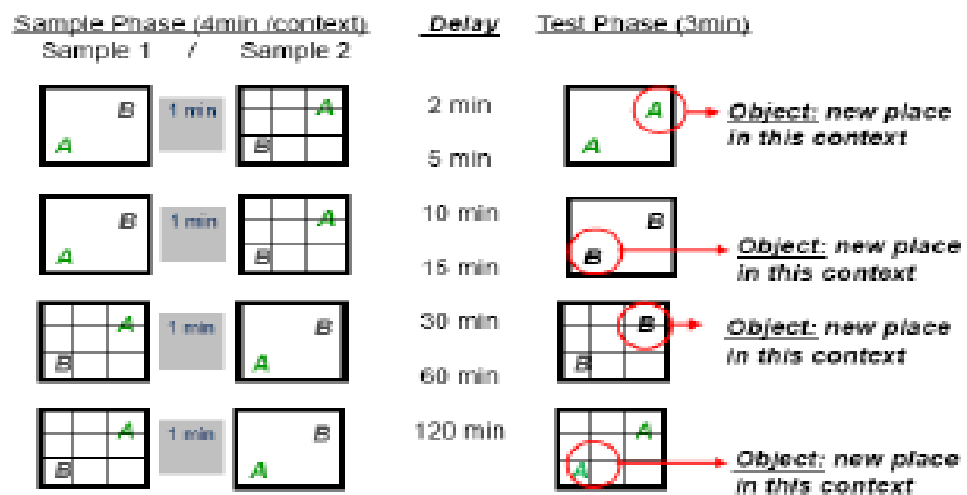 Sample Phase (4min /context) Delay Test Phase (3min)
Sample 1 / Sample 2
B 1 min A 2 min A Object: new place
in this context
A B 5 min A
B 1 min A 10 min B Object: new place
A B 15 min B in this context
A 1 min B 30 min B Object: new place
in this context
B A 60 min B
A 1 min B 120 min A Object: new place
B A A in this context